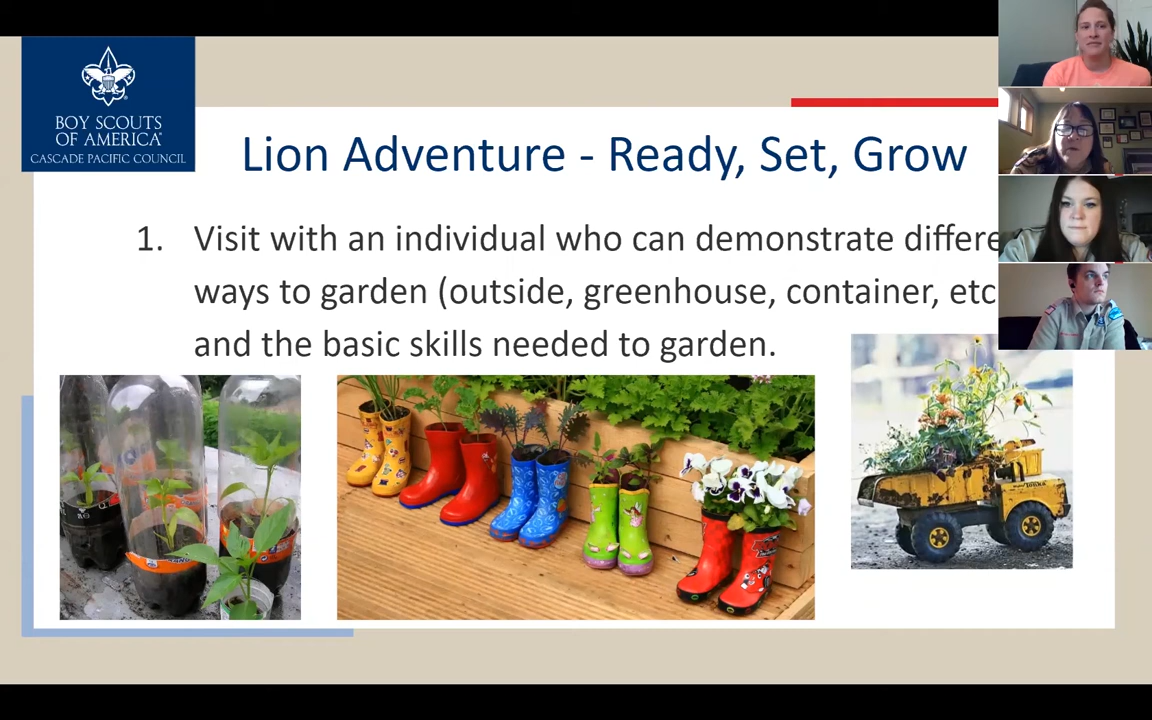 BOY SCOUTS
OF AMERICA®
CASCADE PACIFIC COUNCIL
Lion Adventure - Ready, Set, Grow
1. Visit with an individual who can demonstrate differe
ways to garden (outside, greenhouse, container, etc
and the basic skills needed to garden.
Tonka